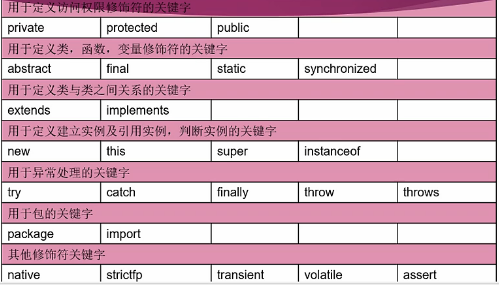 用于定义访问权限修饰符的关键字
private protected public
用于定义类，函数，变量修饰符的关键字
abstract final static synchronized
用于定义类与类之间关系的关键字
extends implements
用于定义建立实例及引用实例，判断实例的关键字
new this super instanceof
用于异常处理的关键字
try catch finally throw throws
用于包的关键字
package import
其他修饰符关键字
native strictfp transient volatile assert